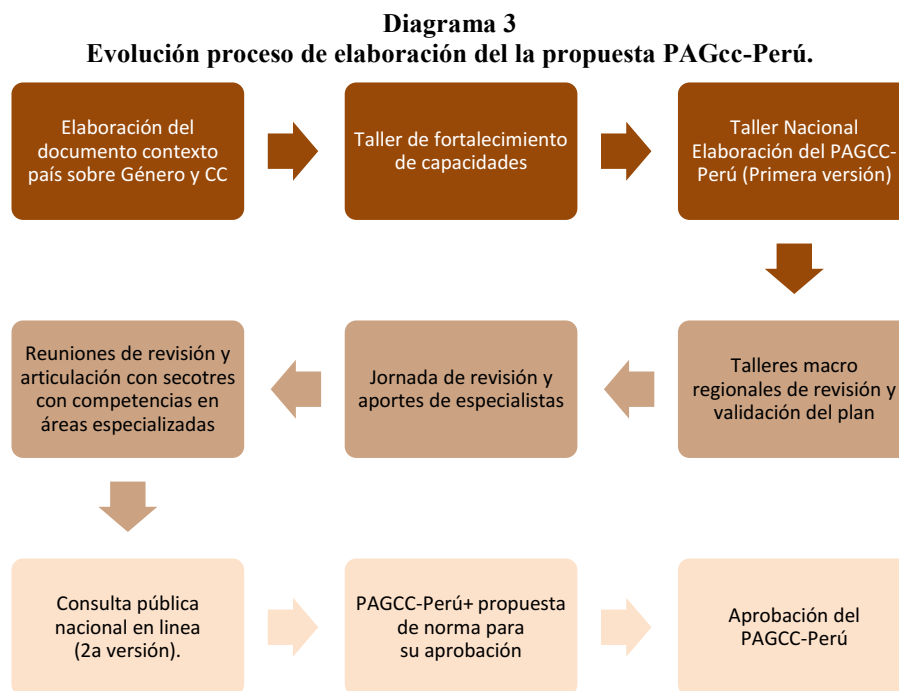 Diagrama 3
Evolución proceso de elaboración del la propuesta PAGcc-Perú.
Elaboración del
documento contexto
país sobre Género y CC
Taller de fortalecimiento
de capacidades
Taller Nacional
Elaboración del PAGCC-
Perú (Primera versión)
Talleres macro
regionales de revisión y
validación del plan
Jornada de revisión y
aportes de especialistas
Reuniones de revisión y
articulación con secotres
con competencias en
áreas especializadas
Consulta pública
nacional en linea
(2a versión).
PAGCC-Perú+ propuesta
de norma para
su aprobación
Aprobación del
PAGCC-Perú